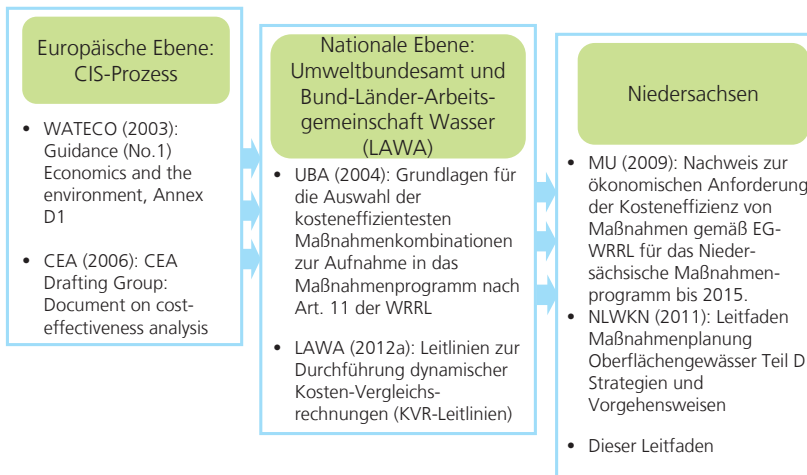 Europäische Ebene:
CIS-Prozess
• WATECO (2003):
Guidance (No.1)
Economics and the
environment, Annex
D1
• CEA (2006): CEA
Drafting Group:
Document on cost-
effectiveness analysis
Nationale Ebene:
Umweltbundesamt und
Bund-Länder-Arbeits-
gemeinschaft Wasser
(LAWA)
• UBA (2004): Grundlagen für
die Auswahl der
kosteneffizientesten
Maßnahmenkombinationen
zur Aufnahme in das
Maßnahmenprogramm nach
Art. 11 der WRRL
• LAWA (2012a): Leitlinien zur
Durchführung dynamischer
Kosten-Vergleichs-
rechnungen (KVR-Leitlinien)
Niedersachsen
• MU (2009): Nachweis zur
ökonomischen Anforderung
der Kosteneffizienz von
Maßnahmen gemäß EG-
WRRL für das Nieder-
sächsische Maßnahmen-
programm bis 2015.
• NLWKN (2011): Leitfaden
Maßnahmenplanung
Oberflächengewässer Teil D
Strategien und
Vorgehensweisen
• Dieser Leitfaden